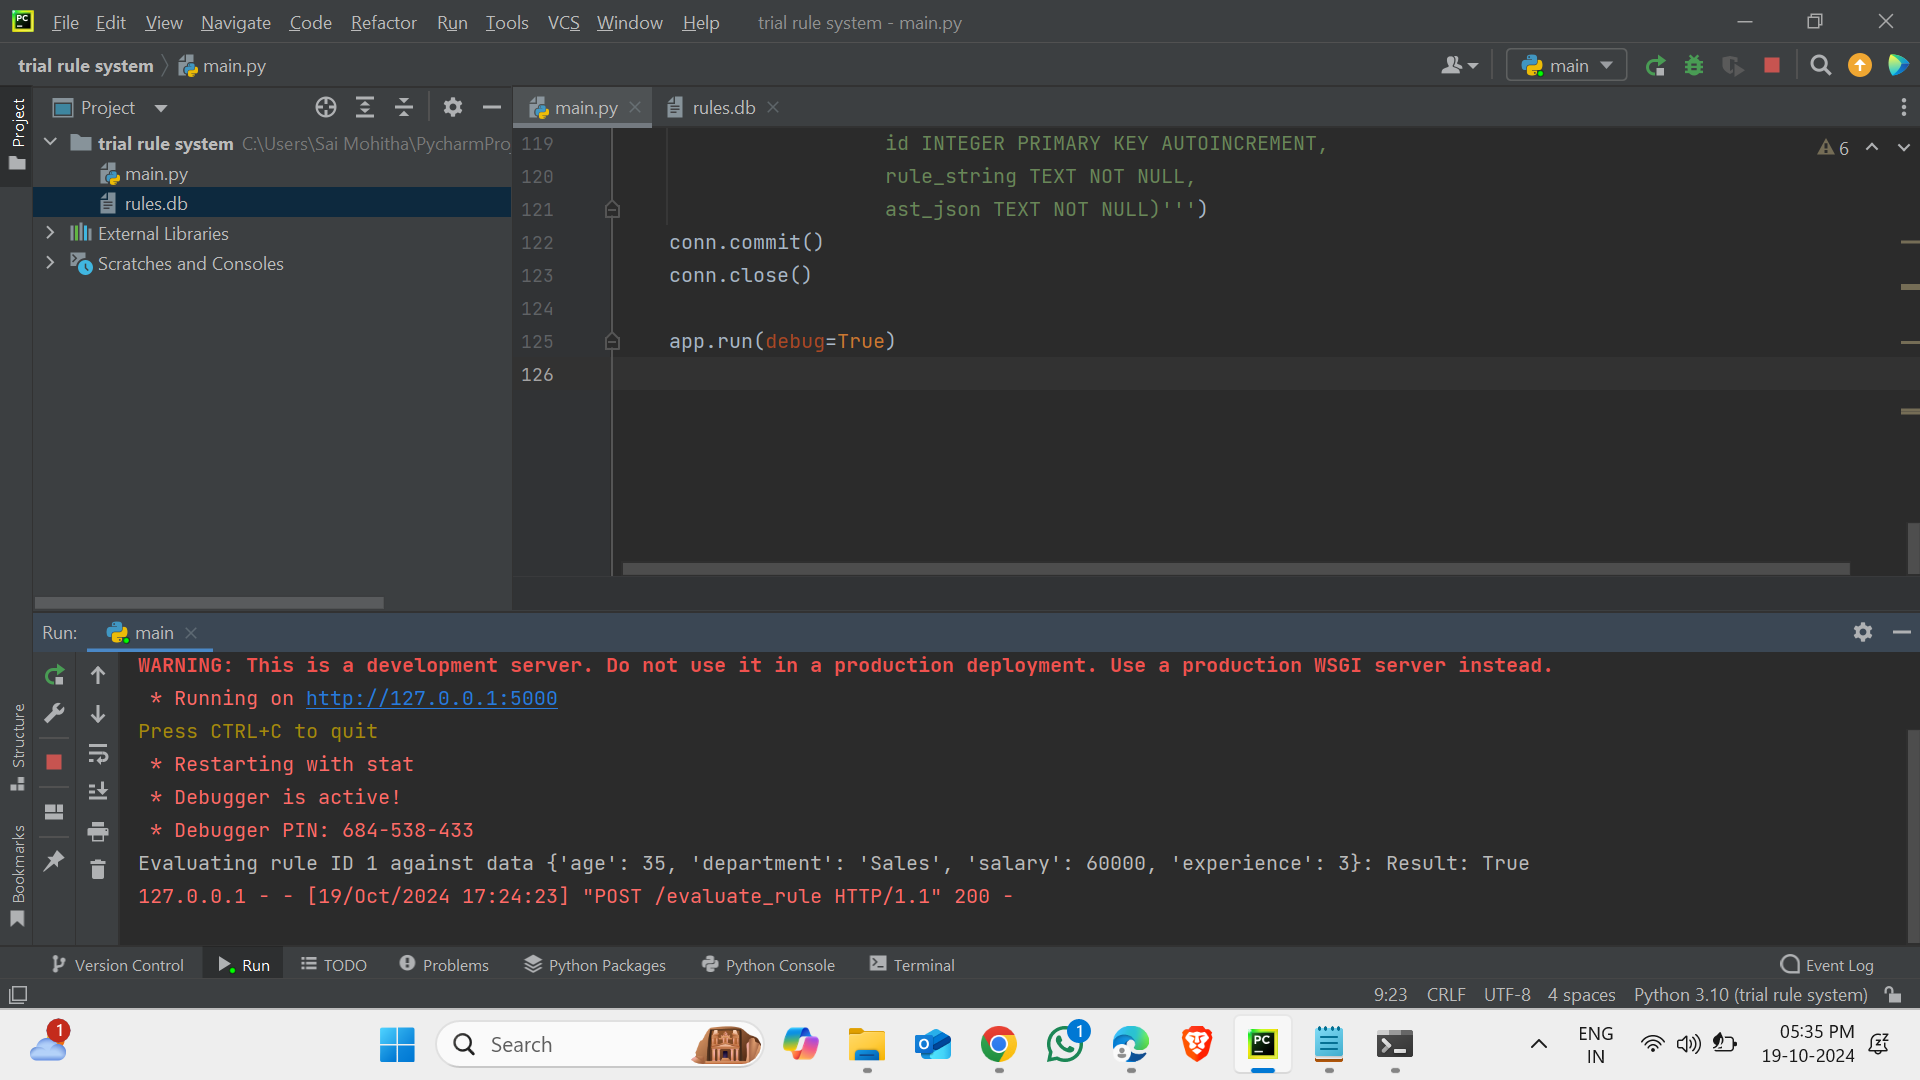 PC File Edit View Navigate Code Refactor Run Tools VCS Window Help trial rule system - main.py
trial rule system main.py main
Project main.py rules.db
trial rule system C:\Users\Sai Mohitha\PycharmPro
main.py
rules.db
External Libraries
Scratches and Consoles
Project
Structure
Bookmarks
119 id INTEGER PRIMARY KEY AUTOINCREMENT,
120 rule_string TEXT NOT NULL,
121 ast_json TEXT NOT NULL)''')
122 conn.commit()
123 conn.close()
124
125 app.run(debug=True)
126
6
Run: main
WARNING: This is a development server. Do not use it in a production deployment. Use a production WSGI server instead.
* Running on http://127.0.0.1:5000
Press CTRL+C to quit
* Restarting with stat
* Debugger is active!
* Debugger PIN: 684-538-433
Evaluating rule ID 1 against data {'age': 35, 'department': 'Sales', 'salary': 60000, 'experience': 3}: Result: True
127.0.0.1 - - [19/Oct/2024 17:24:23] "POST /evaluate_rule HTTP/1.1" 200 -
Version Control Run TODO Problems Python Packages Python Console Terminal Event Log
9:23 CRLF UTF-8 4 spaces Python 3.10 (trial rule system)
1 Search 1 PC ENG 05:35 PM
IN 19-10-2024